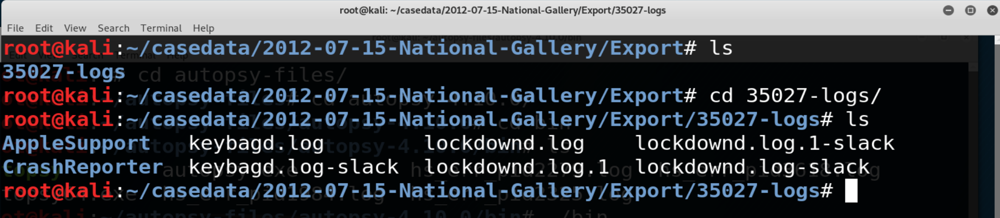 root@kali: ~/casedata/2012-07-15-National-Gallery/Export/35027-logs
File Edit View Search Terminal Help
root@kali:~/casedata/2012-07-15-National-Gallery/Export# ls
35027-logs
root@kali:~/casedata/2012-07-15-National-Gallery/Export# cd 35027-logs/
root@kali:~/casedata/2012-07-15-National-Gallery/Export/35027-logs# ls
AppleSupport keybagd.log lockdownd.log lockdownd.log.1-slack
CrashReporter keybagd.log-slack lockdownd.log.1 lockdownd.log-slack
root@kali:~/casedata/2012-07-15-National-Gallery/Export/35027-logs#